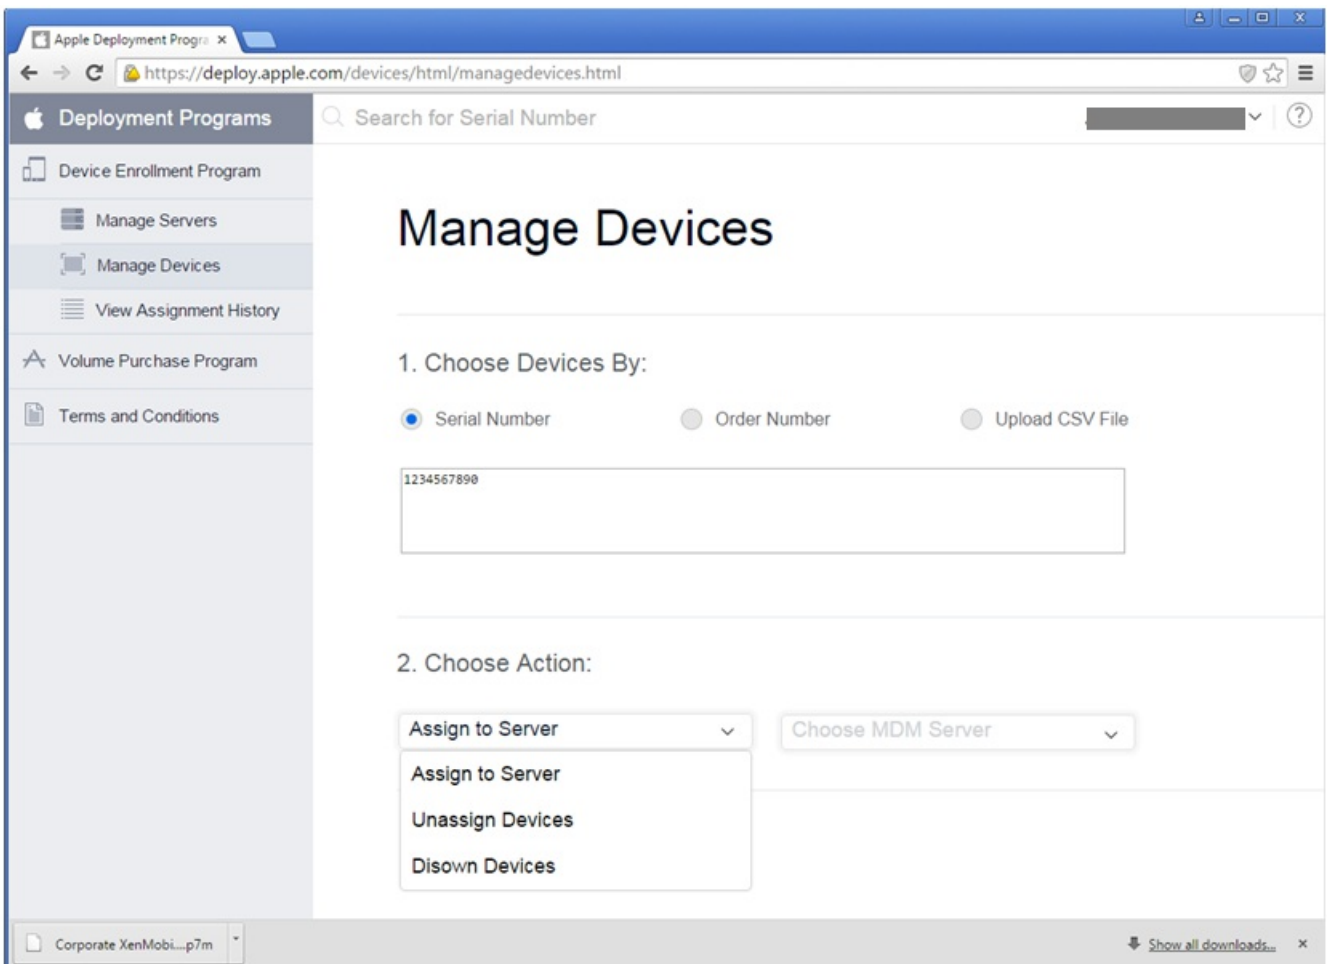 Apple Deployment Progra
https://deploy.apple.com/devices/html/managedevices.html
Deployment Programs
Search for Serial Number
Device Enrollment Program
Manage Servers
Manage Devices
View Assignment History
Volume Purchase Program
Terms and Conditions
Manage Devices
1. Choose Devices By:
Serial Number Order Number Upload CSV File
1234567890
2. Choose Action:
Assign to Server Choose MDM Server
Assign to Server
Unassign Devices
Disown Devices
Corporate XenMobi....p7m Show all downloads...